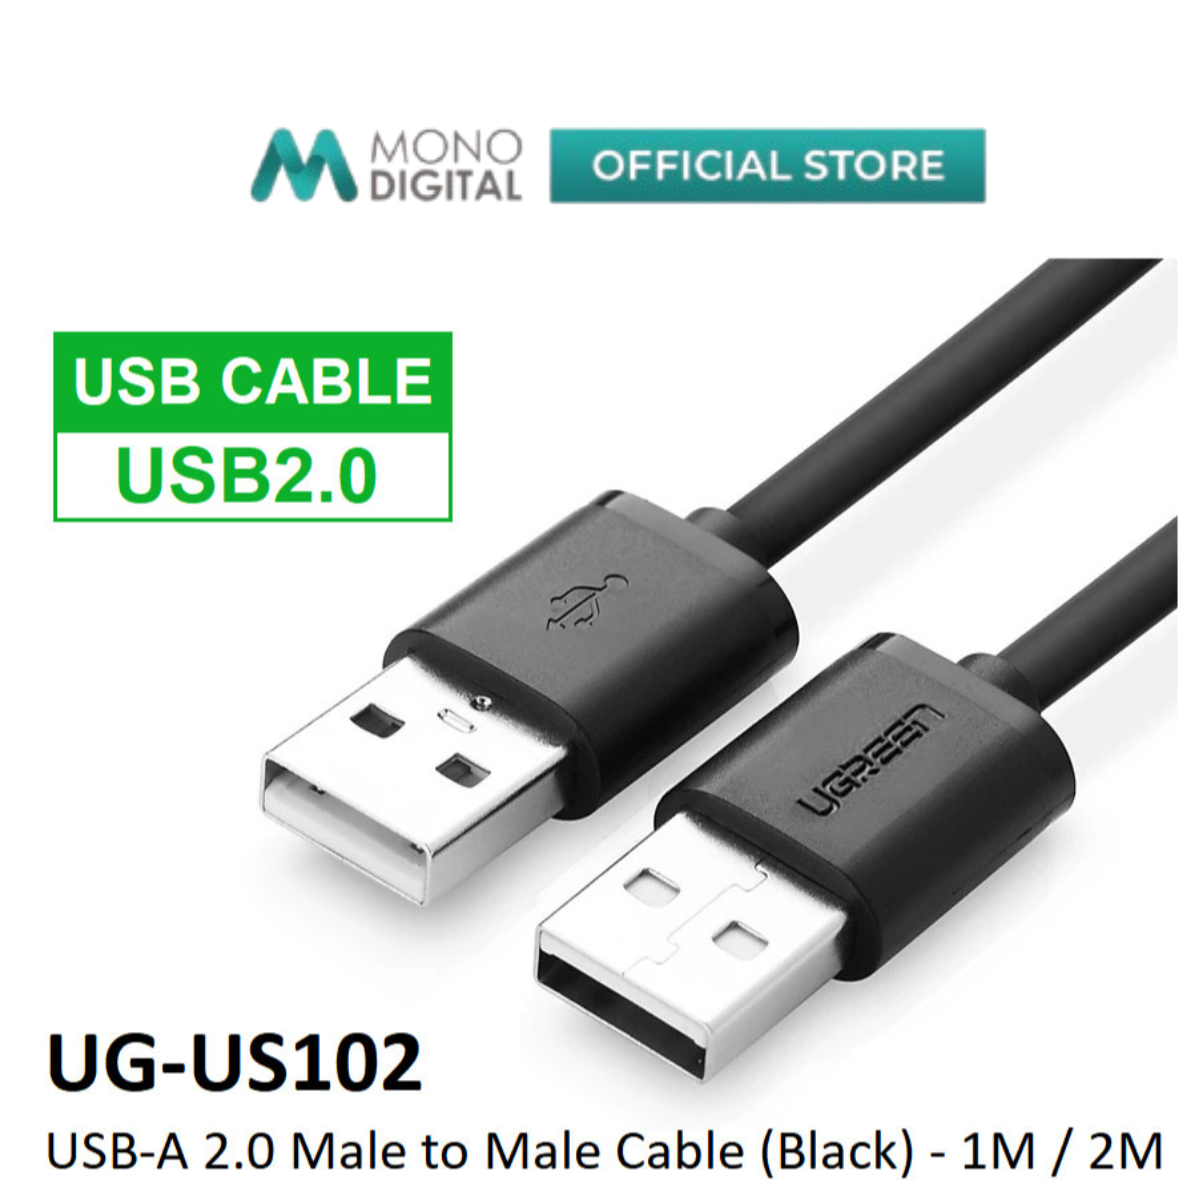 MONO
DIGITAL
OFFICIAL STORE
USB CABLE
USB2.0
UGREEN
UG-US102
USB-A 2.0 Male to Male Cable (Black) - 1M / 2M